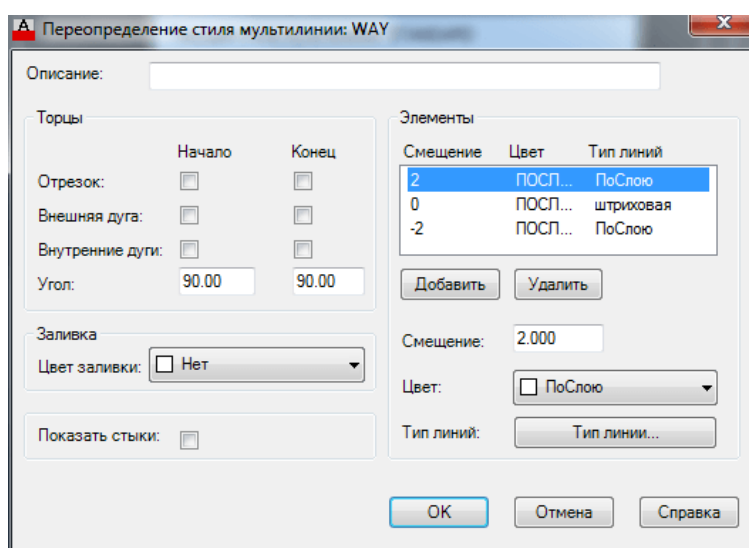 Переопределение стиля мультилинии: WAY
Описание:
Торцы
Начало Конец
Отрезок:
Внешняя дуга:
Внутренние дуги:
Угол: 90.00 90.00
Заливка
Цвет заливки: Нет
Показать стыки:
Элементы
Смещение Цвет Тип линий
2 ПОСЛ... ПоСлою
0 ПОСЛ... штриховая
-2 ПОСЛ... ПоСлою
Добавить Удалить
Смещение: 2.000
Цвет: ПоСлою
Тип линий: Тип линии...
OK Отмена Справка